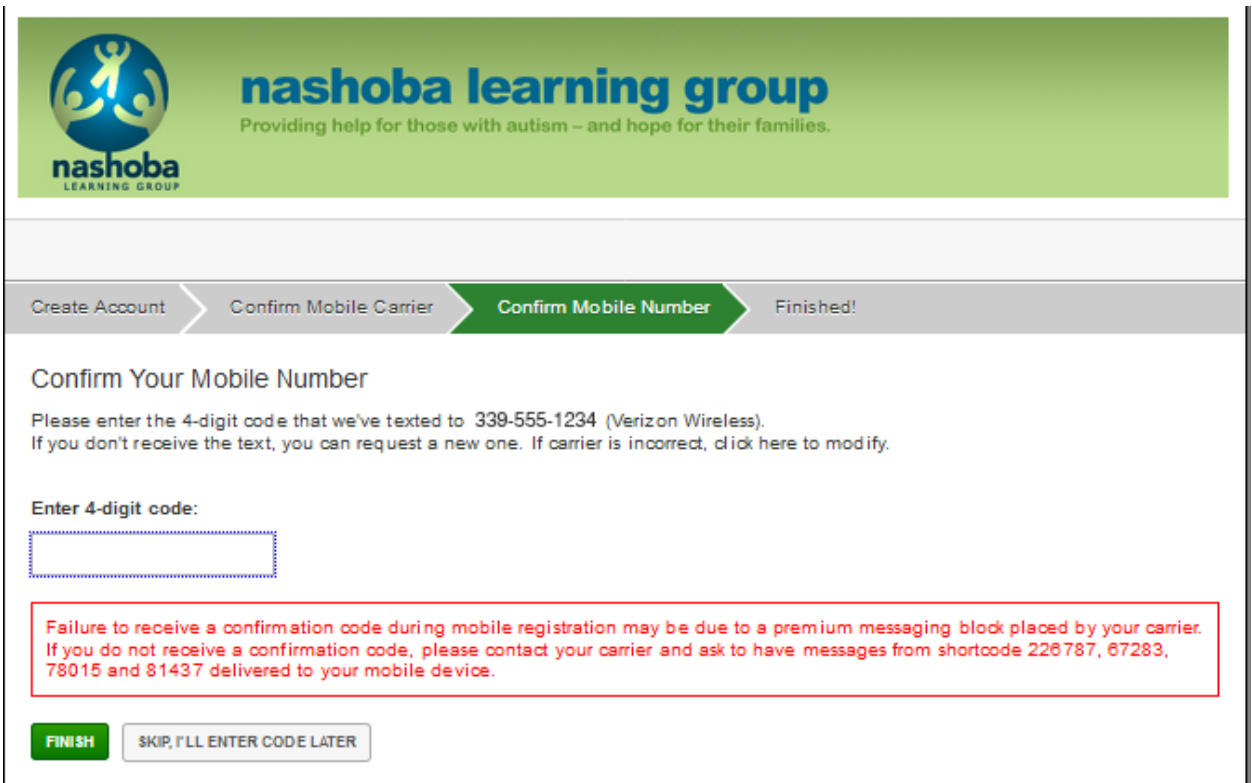 nashoba learning group
Providing help for those with autism – and hope for their families.
nashoba
LEARNING GROUP
Create Account
Confirm Mobile Carrier
Confirm Mobile Number
Finished!
Confirm Your Mobile Number
Please enter the 4-digit code that we've texted to 339-555-1234 (Verizon Wireless).
If you don't receive the text, you can request a new one. If carrier is incorrect, click here to modify.
Enter 4-digit code:
Failure to receive a confirmation code during mobile registration may be due to a premium messaging block placed by your carrier.
If you do not receive a confirmation code, please contact your carrier and ask to have messages from shortcode 226787, 67283,
78015 and 81437 delivered to your mobile device.
FINISH
SKIP, I'LL ENTER CODE LATER